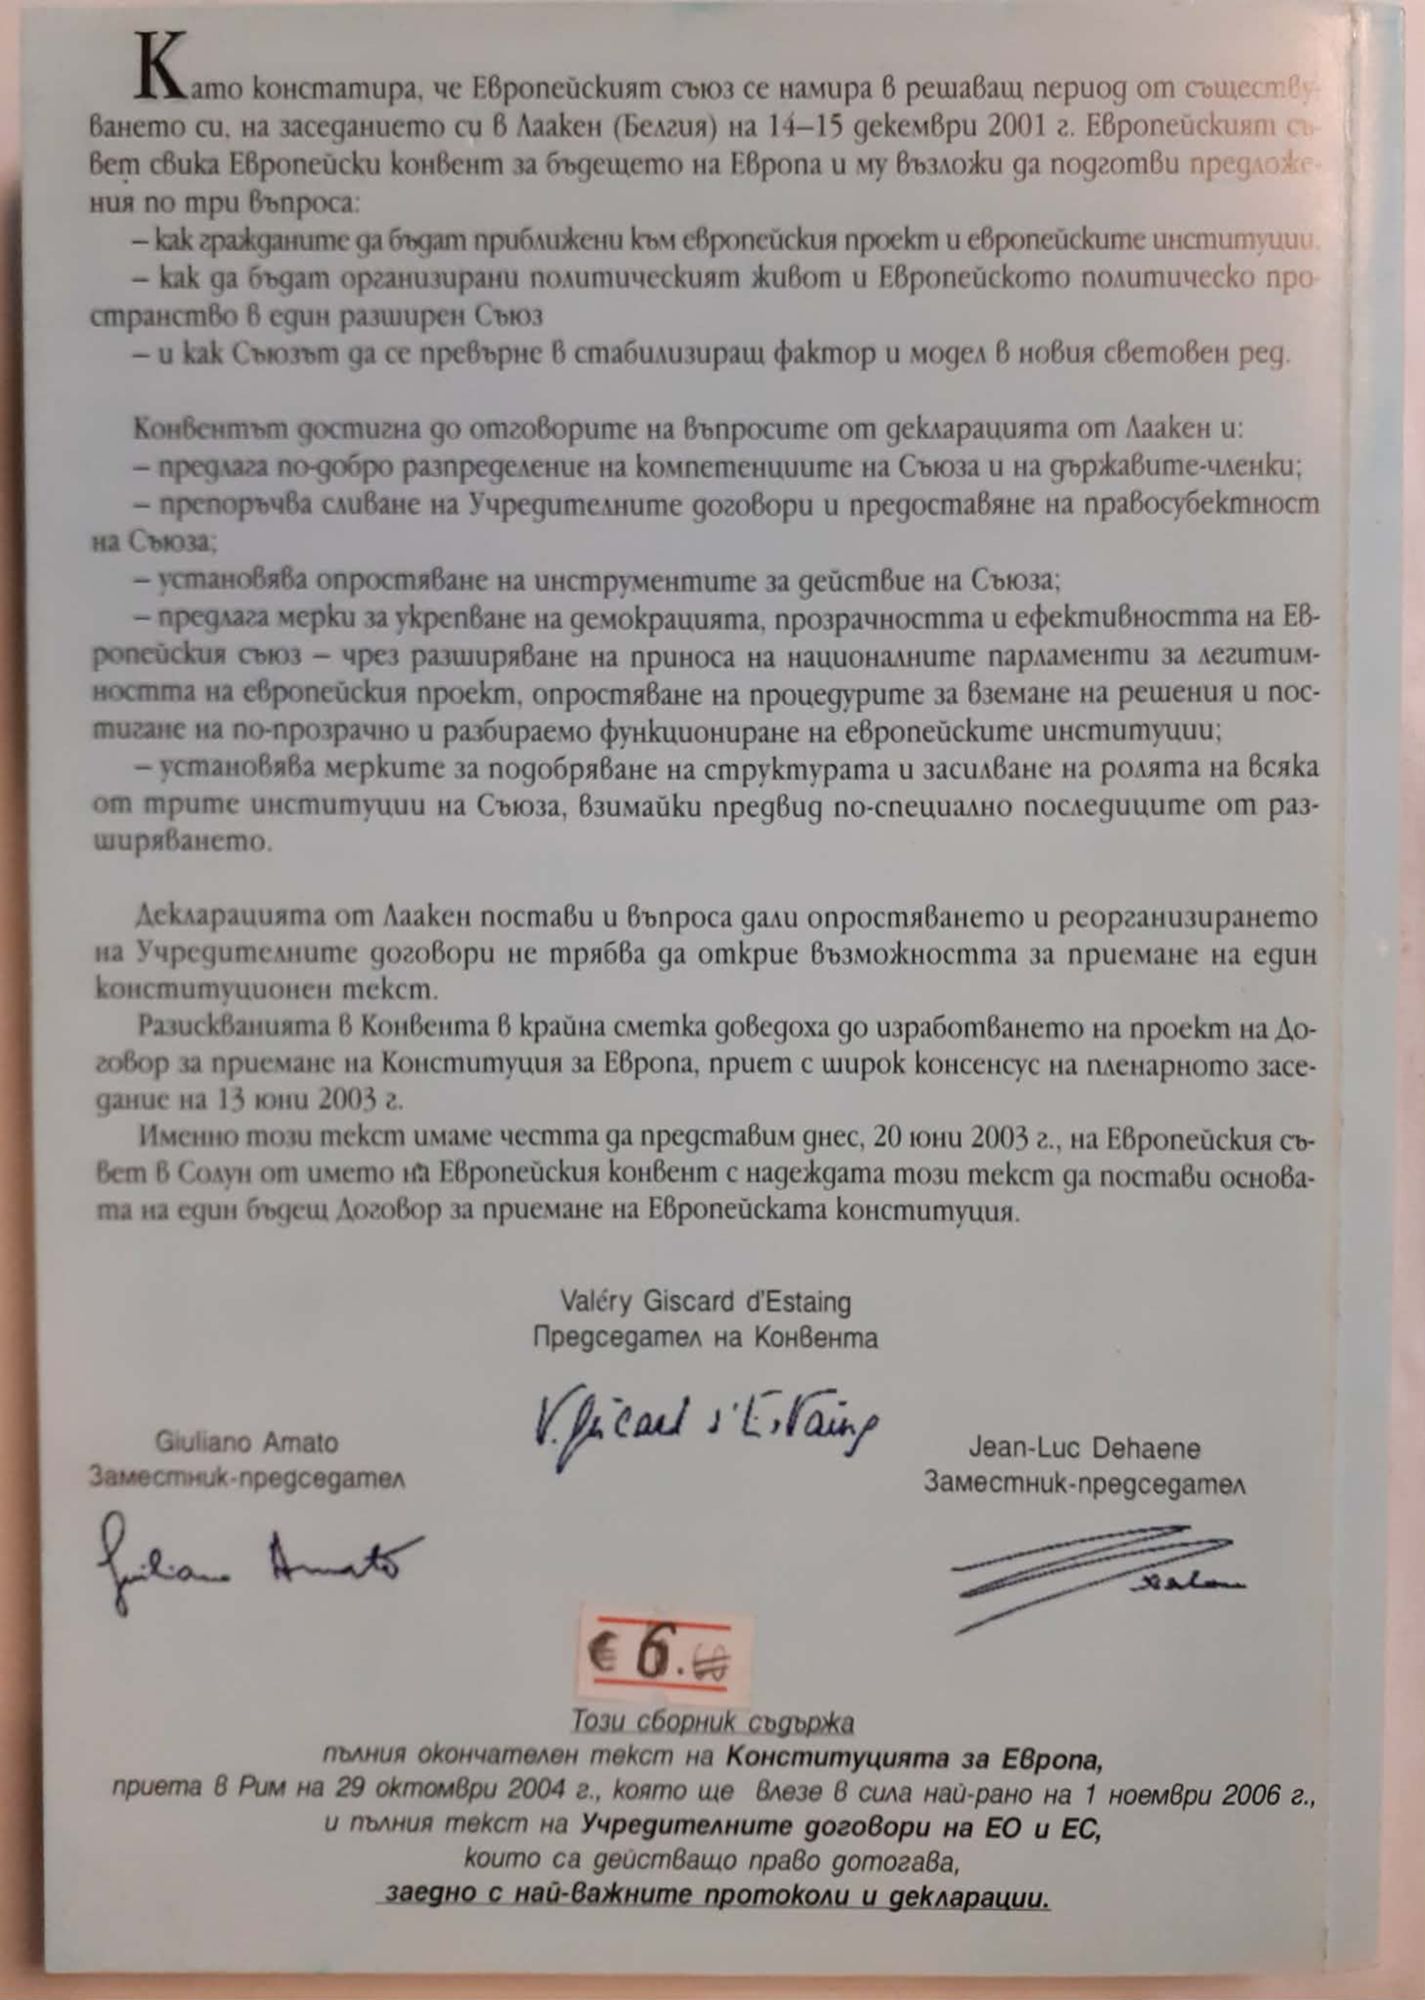 Като констатира, че Европейският съюз се намира в решаващ период от съществу-
ването си, на заседанието си в Лаакен (Белгия) на 14–15 декември 2001 г. Европейският съ-
вет свика Европейски конвент за бъдещето на Европа и му възложи да подготви предложе-
ния по три въпроса:
– как гражданите да бъдат приближени към европейския проект и европейските институции,
– как да бъдат организирани политическият живот и Европейското политическо про-
странство в един разширен Съюз
– и как Съюзът да се превърне в стабилизиращ фактор и модел в новия световен ред.
Конвентът достигна до отговорите на въпросите от декларацията от Лаакен и:
– предлага по-добро разпределение на компетенциите на Съюза и на държавите-членки;
– препоръчва сливане на Учредителните договори и предоставяне на правосубектност
на Съюза;
– установява опростяване на инструментите за действие на Съюза;
– предлага мерки за укрепване на демокрацията, прозрачността и ефективността на Ев-
ропейския съюз – чрез разширяване на приноса на националните парламенти за легитим-
ността на европейския проект, опростяване на процедурите за вземане на решения и пос-
тигане на по-прозрачно и разбираемо функциониране на европейските институции;
– установява мерките за подобряване на структурата и засилване на ролята на всяка
от трите институции на Съюза, взимайки предвид по-специално последиците от раз-
ширяването.
Декларацията от Лаакен постави и въпроса дали опростяването и реорганизирането
на Учредителните договори не трябва да открие възможността за приемане на един
конституционен текст.
Разискванията в Конвента в крайна сметка доведоха до изработването на проект на До-
говор за приемане на Конституция за Европа, приет с широк консенсус на пленарното засе-
дание на 13 юни 2003 г.
Именно този текст имаме честта да представим днес, 20 юни 2003 г., на Европейския съ-
вет в Солун от името на Европейския конвент с надеждата този текст да постави основа-
та на един бъдещ Договор за приемане на Европейската конституция.
Valéry Giscard d'Estaing
Председател на Конвента
V. Giscard d'Estaing
Giuliano Amato
Заместник-председател
Giuliano Amato
Jean-Luc Dehaene
Заместник-председател
€ 6.
Този сборник съдържа
пълния окончателен текст на Конституцията за Европа,
приета в Рим на 29 октомври 2004 г., която ще влезе в сила най-рано на 1 ноември 2006 г.,
и пълния текст на Учредителните договори на ЕО и ЕС,
които са действащо право дотогава,
заедно с най-важните протоколи и декларации.